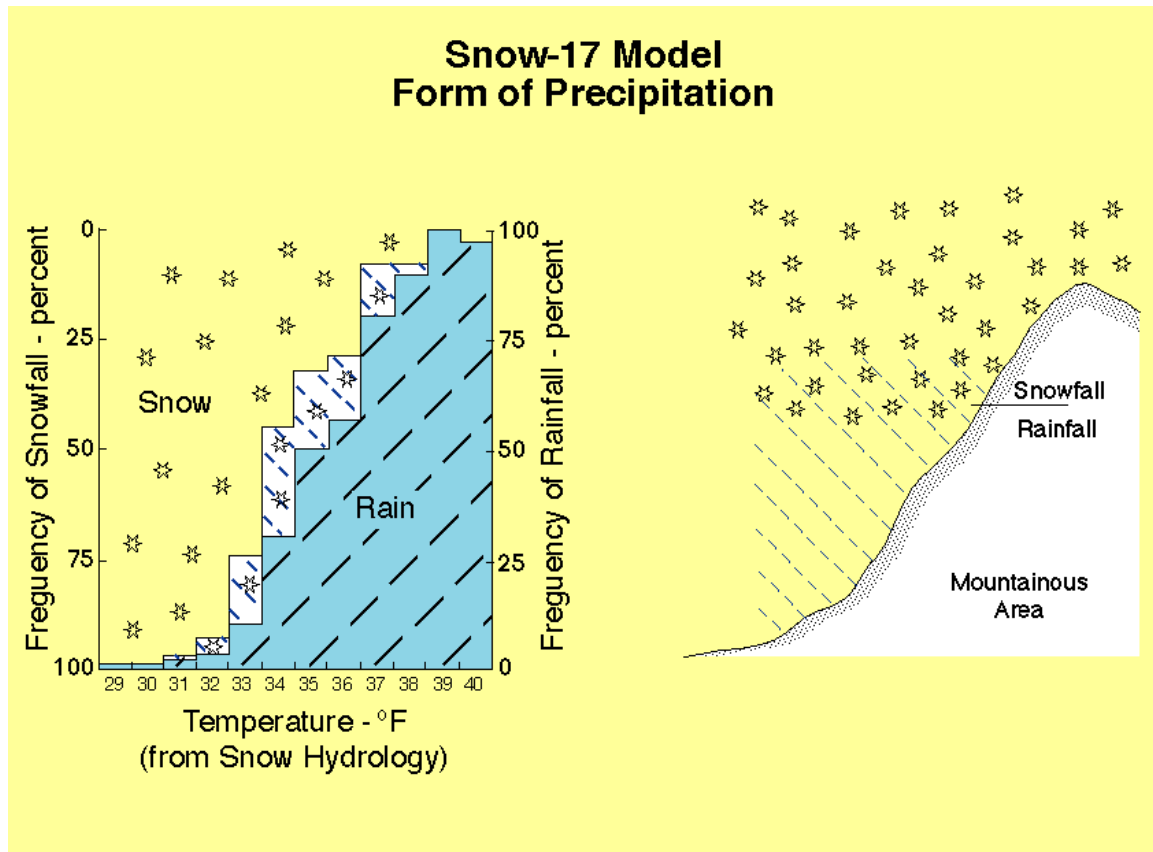 Snow-17 Model
Form of Precipitation
Freguency of Snowfall - percent
0
25
50
75
100
Snow
Rain
100
75
50
25
0
Freguency of Rainfall - percent
29 30 31 32 33 34 35 36 37 38 39 40
Temperature - °F
(from Snow Hydrology)
Snowfall
Rainfall
Mountainous
Area